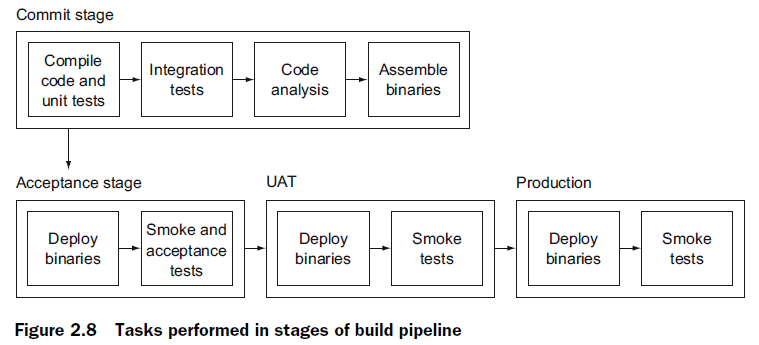 Commit stage
Compile
code and
unit tests
Integration
tests
Code
analysis
Assemble
binaries
Acceptance stage
Deploy
binaries
Smoke and
acceptance
tests
UAT
Deploy
binaries
Smoke
tests
Production
Deploy
binaries
Smoke
tests
Figure 2.8 Tasks performed in stages of build pipeline